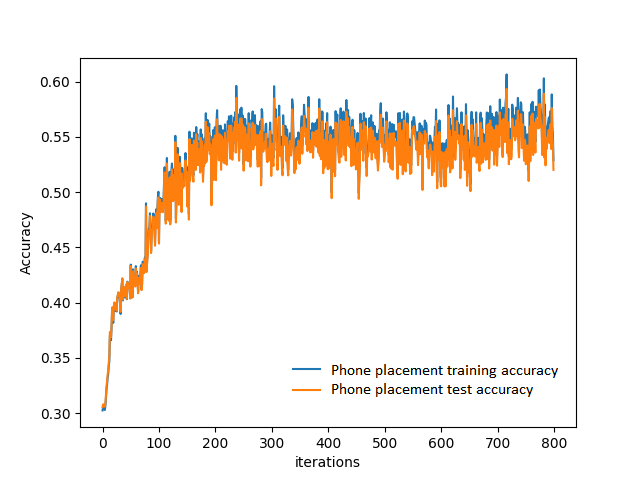 0.60
0.55
0.50
0.45
0.40
0.35
0.30
Accuracy
Phone placement training accuracy
Phone placement test accuracy
0 100 200 300 400 500 600 700 800
iterations